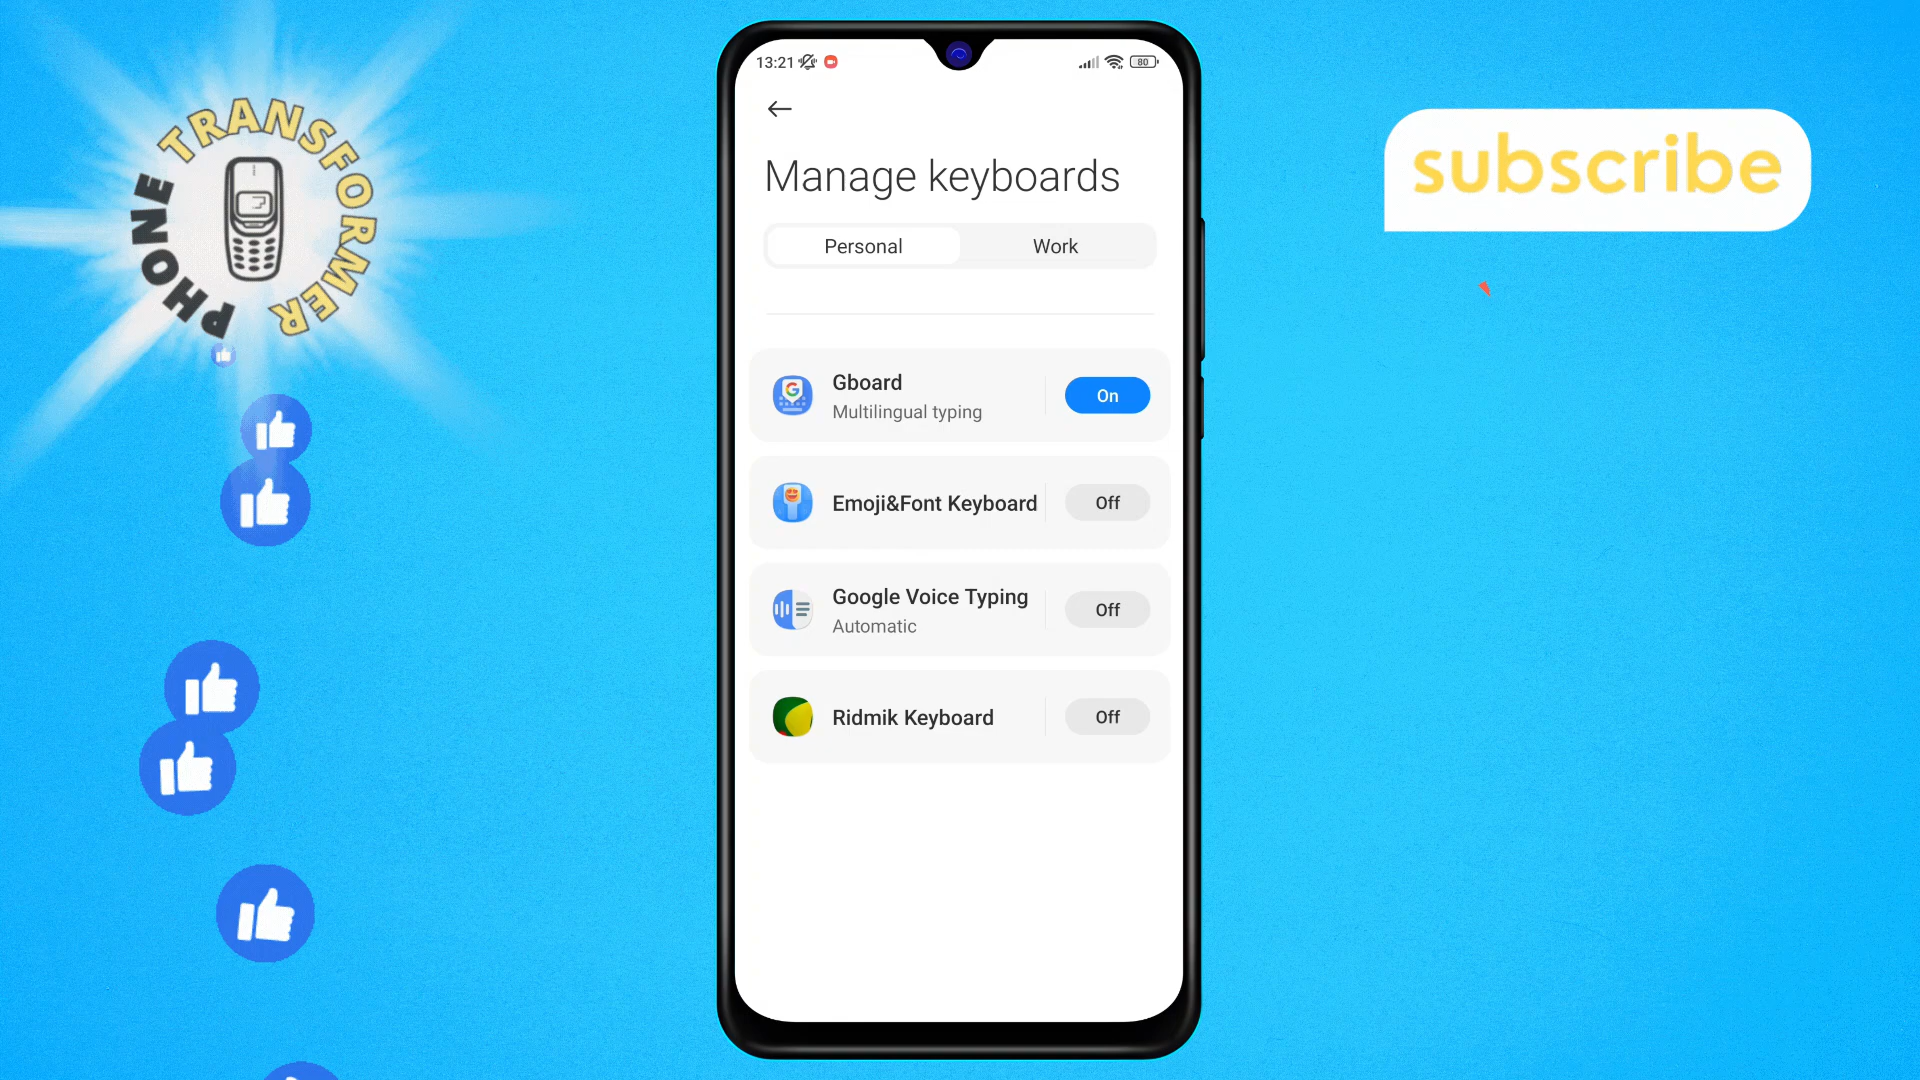 PHONE TRANSFORMER
subscribe
13:21
80
Manage keyboards
Personal
Work
Gboard
Multilingual typing
On
Emoji&Font Keyboard
Off
Google Voice Typing
Automatic
Off
Ridmik Keyboard
Off